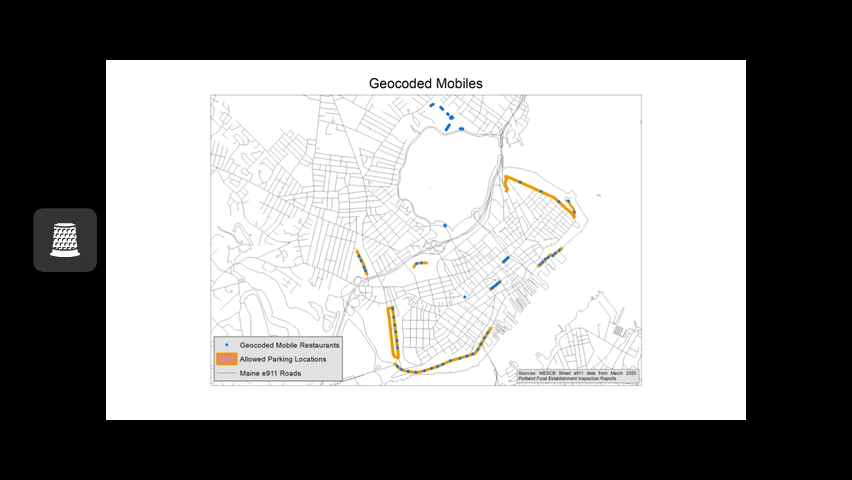 Geocoded Mobiles
Geocoded Mobile Restaurants
Allowed Parking Locations
Maine e911 Roads
Sources: MESCB Street e911 data from March 2020,
Portland Food Establishment Inspection Reports.